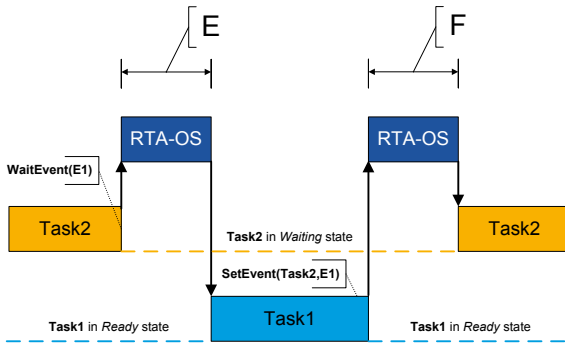 E
F
RTA-OS
RTA-OS
WaitEvent(E1)
Task2
Task2
Task2 in Waiting state
SetEvent(Task2,E1)
Task1
Task1 in Ready state
Task1 in Ready state